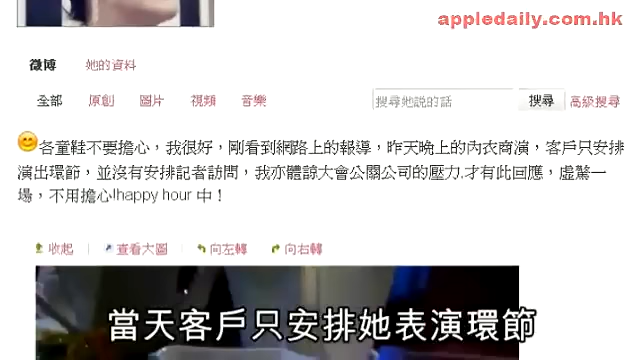 appledaily.com.hk
微博 她的資料
全部 原創 圖片 視頻 音樂 搜尋她説的話 搜尋 高級搜尋
各童鞋不要擔心，我很好，剛看到網路上的報導，昨天晚上的內衣商演，客戶只安排
演出環節，並沒有安排記者訪問，我亦體諒大會公關公司的壓力,才有此回應，虛驚一
場，不用擔心!happy hour 中！
收起 查看大圖 向左轉 向右轉
當天客戶只安排她表演環節